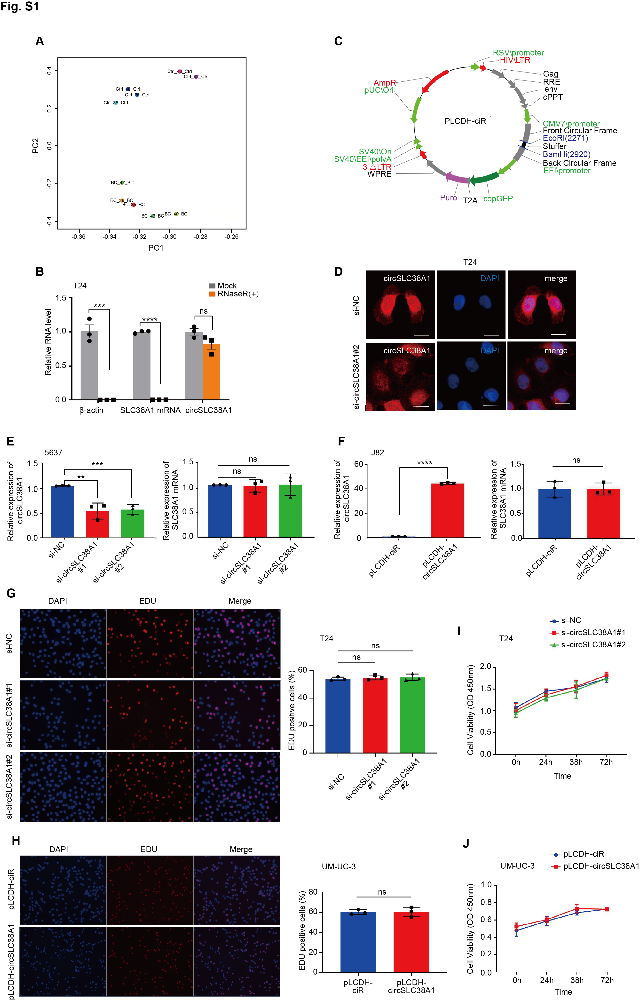 Fig. S1
A
0.4
0.2
0.0
-0.2
-0.4
PC2
Ctrl_43_Ctrl
Ctrl_42_Ctrl
Ctrl_40_Ctrl
Ctrl_36_Ctrl
Ctrl_35_Ctrl
BC_42_BC
BC_36_BC
BC_35_BC
BC_43_BC
BC_40_BC
-0.36
-0.34
-0.32
-0.30
-0.28
-0.26
PC1
C
RSV\promoter
HIV\LTR
Gag
RRE
env
cPPT
CMV7\promoter
Front Circular Frame
EcoRI(2271)
Stuffer
BamHi(2920)
Back Circular Frame
EFI\promoter
copGFP
T2A
Puro
WPRE
3'△LTR
SV40\EEI\polyA
SV40\Ori
pUC\Ori
AmpR
PLCDH-ciR
B
T24
Mock
RNaseR(+)
Relative RNA level
1.5
1.0
0.5
0.0
***
****
ns
β-actin
SLC38A1 mRNA
circSLC38A1
D
T24
si-NC
circSLC38A1
DAPI
merge
si-circSLC38A1#2
circSLC38A1
DAPI
merge
E
5637
Relative expression of
circSLC38A1
1.5
1.0
0.5
0.0
***
**
si-NC
si-circSLC38A1
#1
si-circSLC38A1
#2
Relative expression of
SLC38A1 mRNA
1.5
1.0
0.5
0.0
ns
ns
si-NC
si-circSLC38A1
#1
si-circSLC38A1
#2
F
J82
Relative expression of
circSLC38A1
60
40
20
0
****
pLCDH-ciR
pLCDH-
circSLC38A1
Relative expression of
SLC38A1 mRNA
1.5
1.0
0.5
0.0
ns
pLCDH-ciR
pLCDH-
circSLC38A1
G
DAPI
EDU
Merge
si-NC
si-circSLC38A1#1
si-circSLC38A1#2
T24
EDU positive cells (%)
60
40
20
0
ns
ns
si-NC
si-circSLC38A1
#1
si-circSLC38A1
#2
I
T24
si-NC
si-circSLC38A1#1
si-circSLC38A1#2
Cell Viability (OD 450nm)
2.0
1.5
1.0
0.5
0.0
0h
24h
38h
72h
Time
H
DAPI
EDU
Merge
pLCDH-ciR
pLCDH-circSLC38A1
UM-UC-3
EDU positive cells (%)
80
60
40
20
0
ns
pLCDH-
ciR
pLCDH-
circSLC38A1
J
UM-UC-3
pLCDH-ciR
pLCDH-circSLC38A1
Cell Viability (OD 450nm)
1.0
0.8
0.6
0.4
0.2
0.0
0h
24h
38h
72h
Time